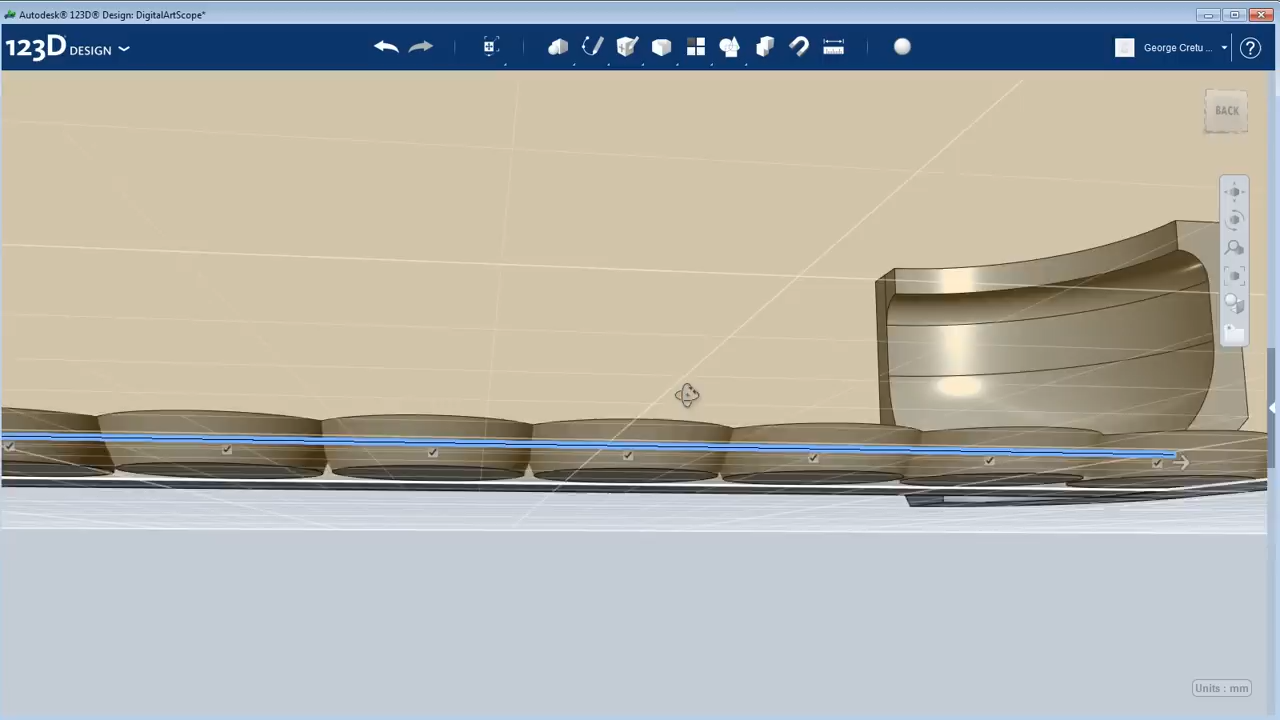 Autodesk® 123D® Design: DigitalArtScope*
123D® DESIGN
George Cretu ...
?
BACK
Units : mm